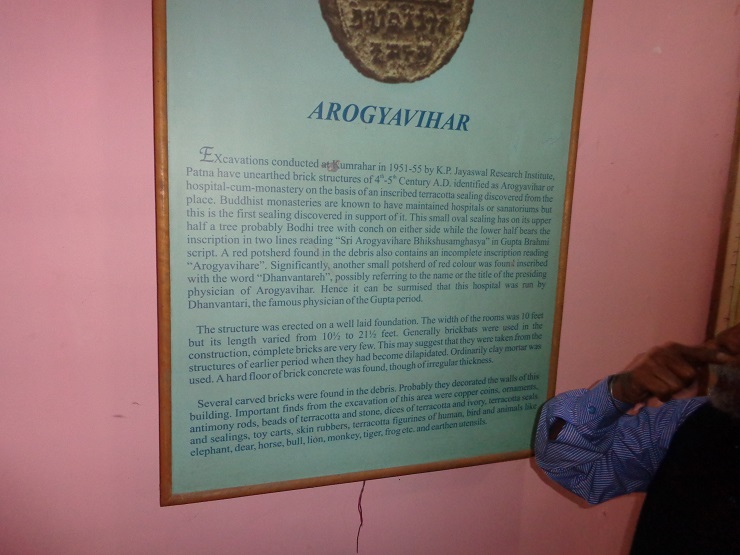 AROGYAVIHAR
Excavations conducted at Kumrahar in 1951-55 by K.P. Jayaswal Research Institute,
Patna have unearthed brick structures of 4th-5th Century A.D. identified as Arogyavihar or
hospital-cum-monastery on the basis of an inscribed terracotta sealing discovered from the
place. Buddhist monasteries are known to have maintained hospitals or sanatoriums but
this is the first sealing discovered in support of it. This small oval sealing has on its upper
half a tree probably Bodhi tree with conch on either side while the lower half bears the
inscription in two lines reading “Sri Arogyavihare Bhikshusamghasya” in Gupta Brahmi
script. A red potsherd found in the debris also contains an incomplete inscription reading
“Arogyavihare”. Significantly, another small potsherd of red colour was found inscribed
with the word “Dhanvantareh”, possibly referring to the name or the title of the presiding
physician of Arogyavihar. Hence it can be surmised that this hospital was run by
Dhanvantari, the famous physician of the Gupta period.
The structure was erected on a well laid foundation. The width of the rooms was 10 feet
but its length varied from 10½ to 21½ feet. Generally brickbats were used in the
construction, complete bricks are very few. This may suggest that they were taken from the
structures of earlier period when they had become dilapidated. Ordinarily clay mortar was
used. A hard floor of brick concrete was found, though of irregular thickness.
Several carved bricks were found in the debris. Probably they decorated the walls of this
building. Important finds from the excavation of this area were copper coins, ornaments,
antimony rods, beads of terracotta and stone, dices of terracotta and ivory, terracotta seals
and sealings, toy carts, skin rubbers, terracotta figurines of human, bird and animals like
elephant, dear, horse, bull, lion, monkey, tiger, frog etc. and earthen utensils.